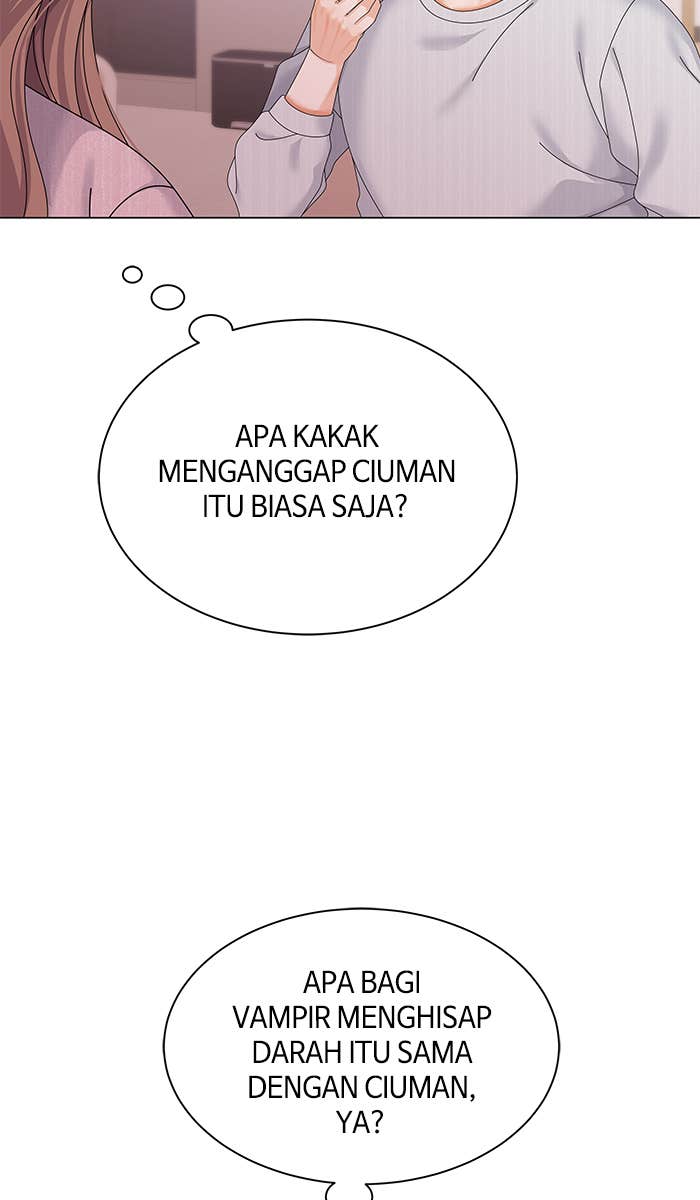 APA KAKAK
MENGANGGAP CIUMAN
ITU BIASA SAJA?
APA BAGI
VAMPIR MENGHISAP
DARAH ITU SAMA
DENGAN CIUMAN,
YA?